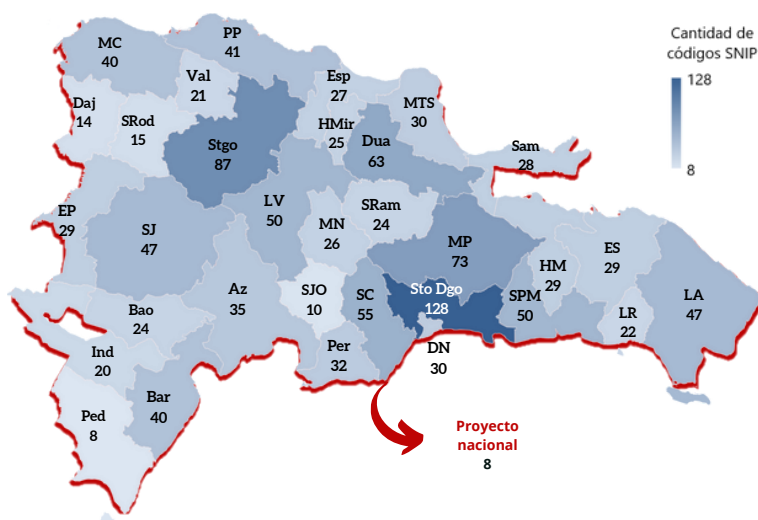 Cantidad de
códigos SNIP
128
8
MC
40
PP
41
Val
21
Esp
27
MTS
30
Daj
14
SRod
15
HMir
25
Stgo
87
Dua
63
Sam
28
EP
29
SJ
47
LV
50
SRam
24
MN
26
MP
73
HM
29
ES
29
Az
35
SJO
10
SC
55
Sto Dgo
128
SPM
50
LR
22
LA
47
Bao
24
Ind
20
Per
32
DN
30
Ped
8
Bar
40
Proyecto
nacional
8